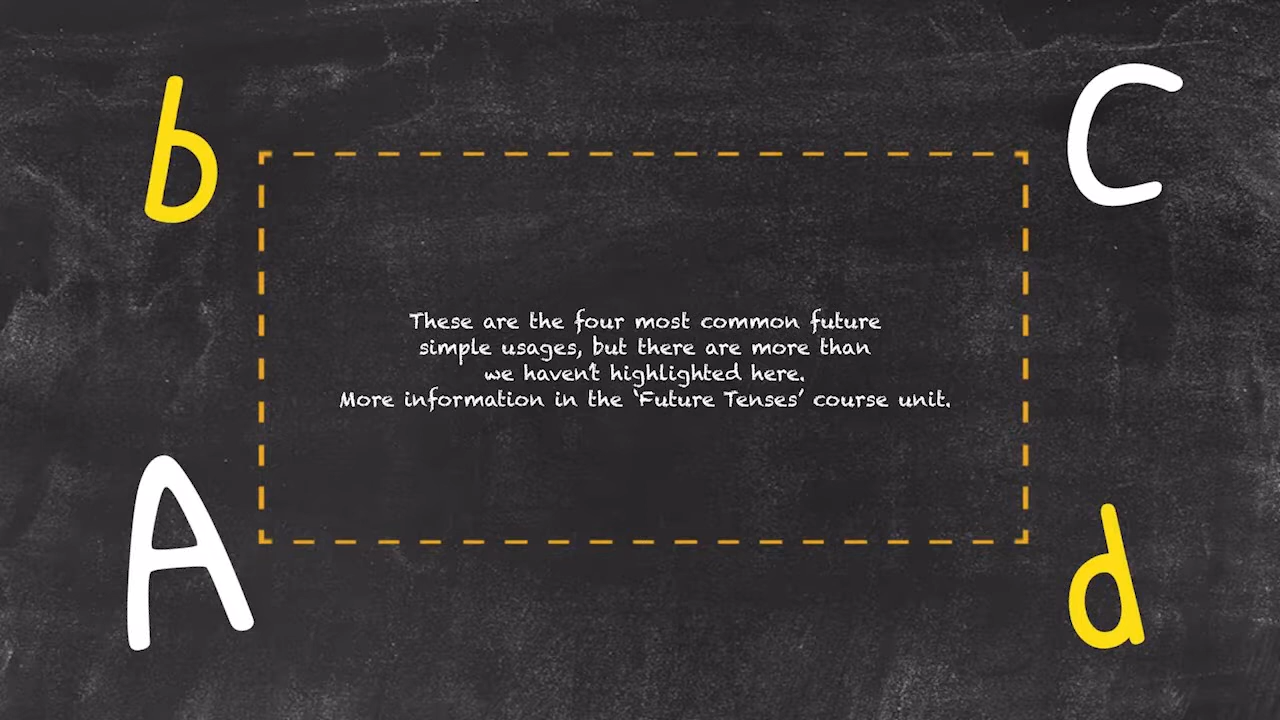 b
C
These are the four most common future
simple usages, but there are more than
we haven't highlighted here.
More information in the ‘Future Tenses’ course unit.
A
d